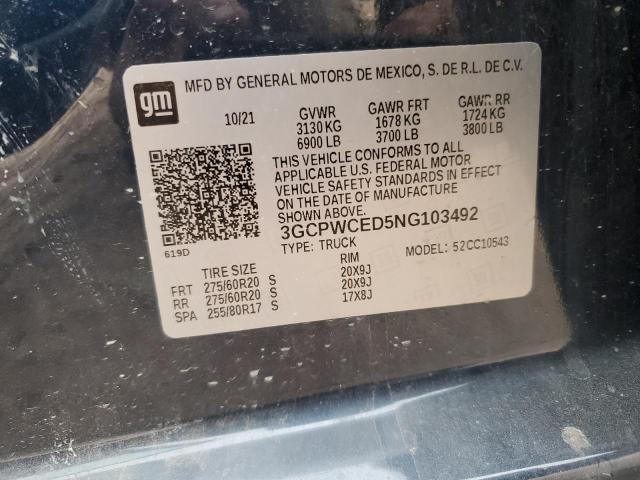 gm
MFD BY GENERAL MOTORS DE MEXICO, S. DE R.L. DE C.V.
10/21 GVWR GAWR FRT GAWR RR
3130 KG 1678 KG 1724 KG
6900 LB 3700 LB 3800 LB
THIS VEHICLE CONFORMS TO ALL
APPLICABLE U.S. FEDERAL MOTOR
VEHICLE SAFETY STANDARDS IN EFFECT
ON THE DATE OF MANUFACTURE
SHOWN ABOVE.
3GCPWCED5NG103492
619D
TYPE: TRUCK MODEL: 52CC10543
TIRE SIZE RIM
FRT 275/60R20 S 20X9J
RR 275/60R20 S 20X9J
SPA 255/80R17 S 17X8J